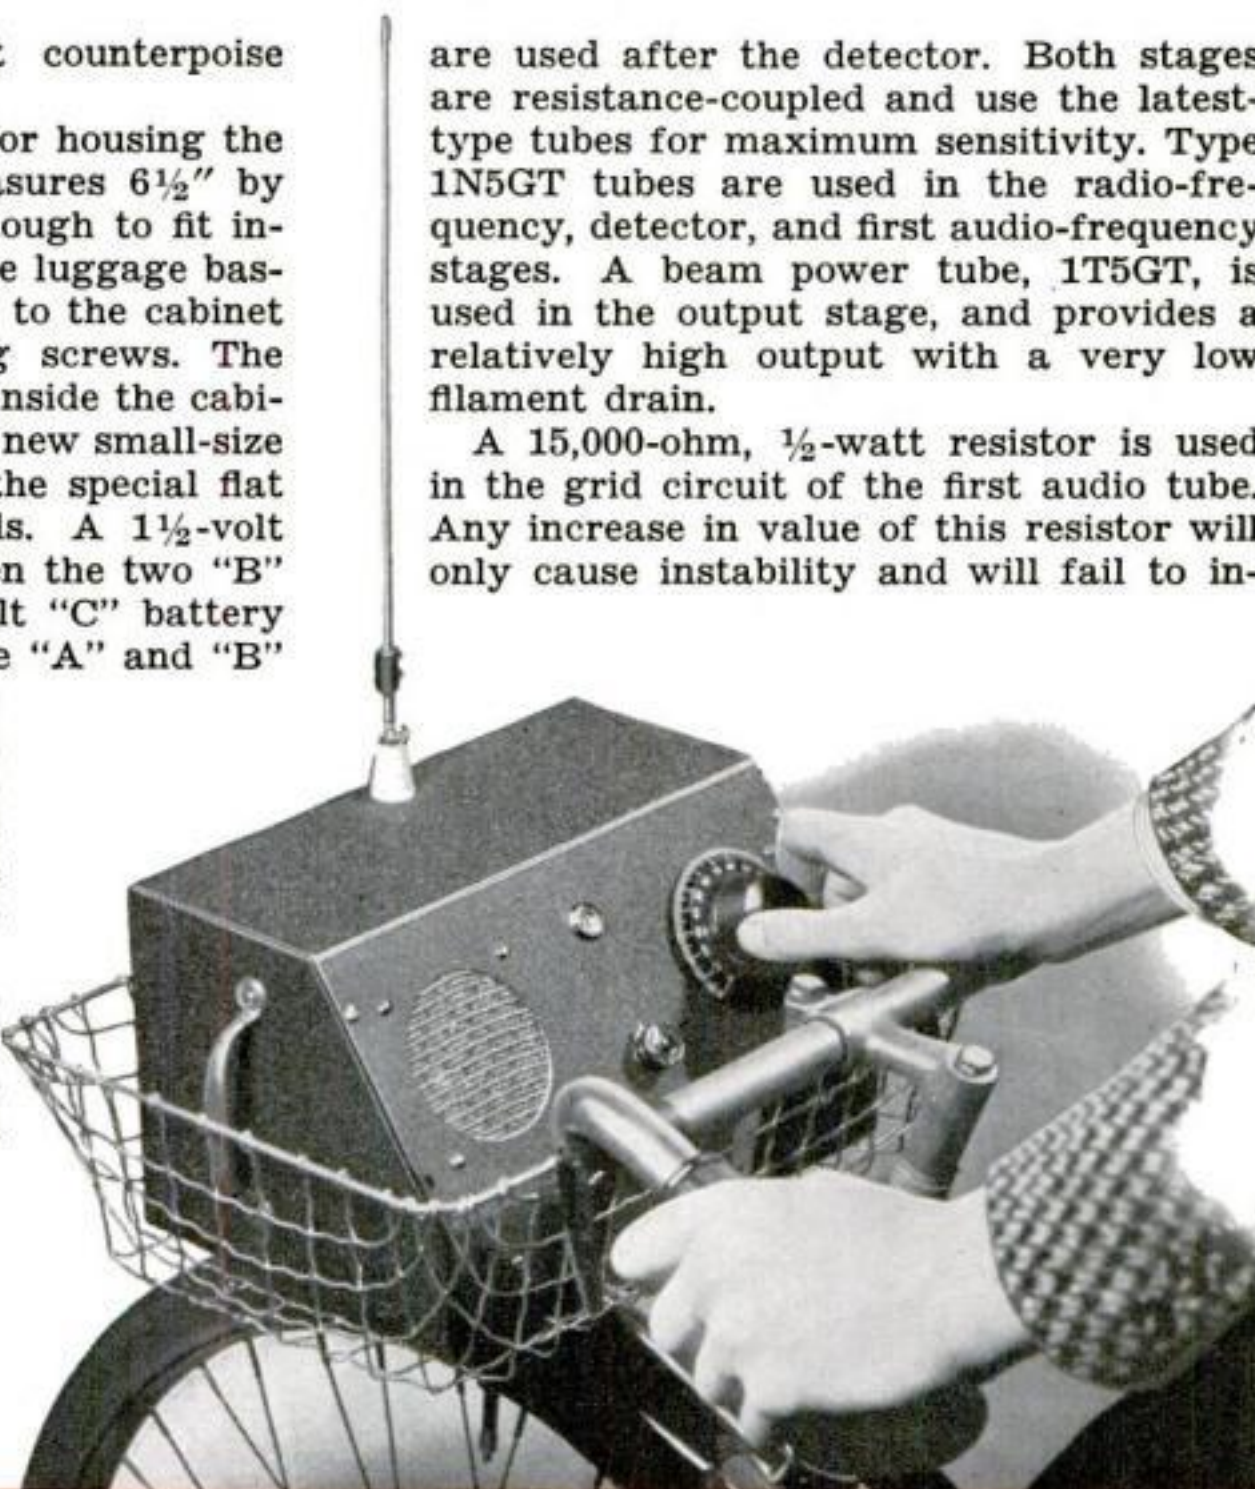 counterpoise
or housing the
sures 6½″ by
ough to fit in-
e luggage bas-
to the cabinet
g screws. The
nside the cabi-
new small-size
the special flat
ls. A 1½-volt
n the two “B”
lt “C” battery
e “A” and “B”
are used after the detector. Both stages
are resistance-coupled and use the latest-
type tubes for maximum sensitivity. Type
1N5GT tubes are used in the radio-fre-
quency, detector, and first audio-frequency
stages. A beam power tube, 1T5GT, is
used in the output stage, and provides a
relatively high output with a very low
filament drain.
A 15,000-ohm, ½-watt resistor is used
in the grid circuit of the first audio tube.
Any increase in value of this resistor will
only cause instability and will fail to in-